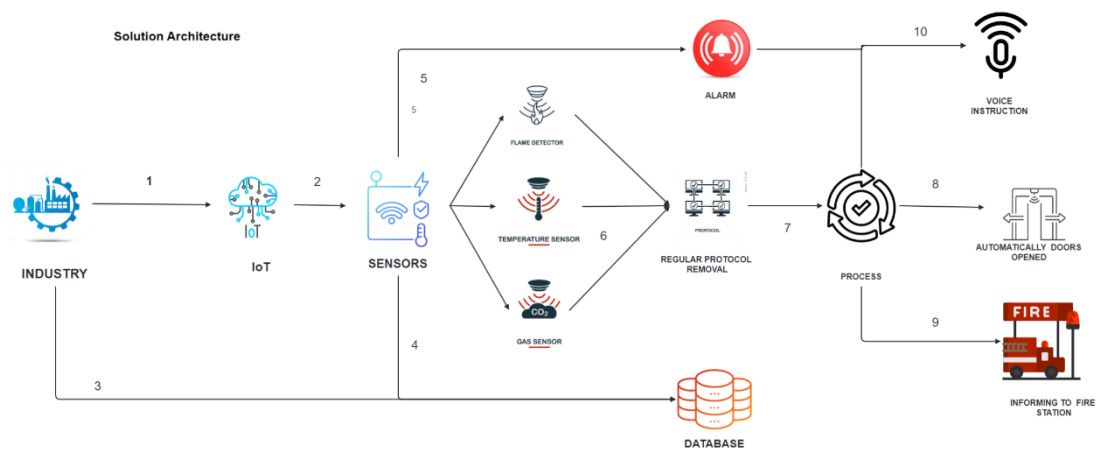 Solution Architecture
10
5
5
ALARM
VOICE
INSTRUCTION
FLAME DETECTOR
1
2
8
IoT
TEMPERATURE SENSOR
6
PROTOCOL
7
INDUSTRY
IoT
SENSORS
REGULAR PROTOCOL
REMOVAL
PROCESS
AUTOMATICALLY DOORS
OPENED
CO2
GAS SENSOR
FIRE
9
4
3
INFORMING TO FIRE
STATION
DATABASE